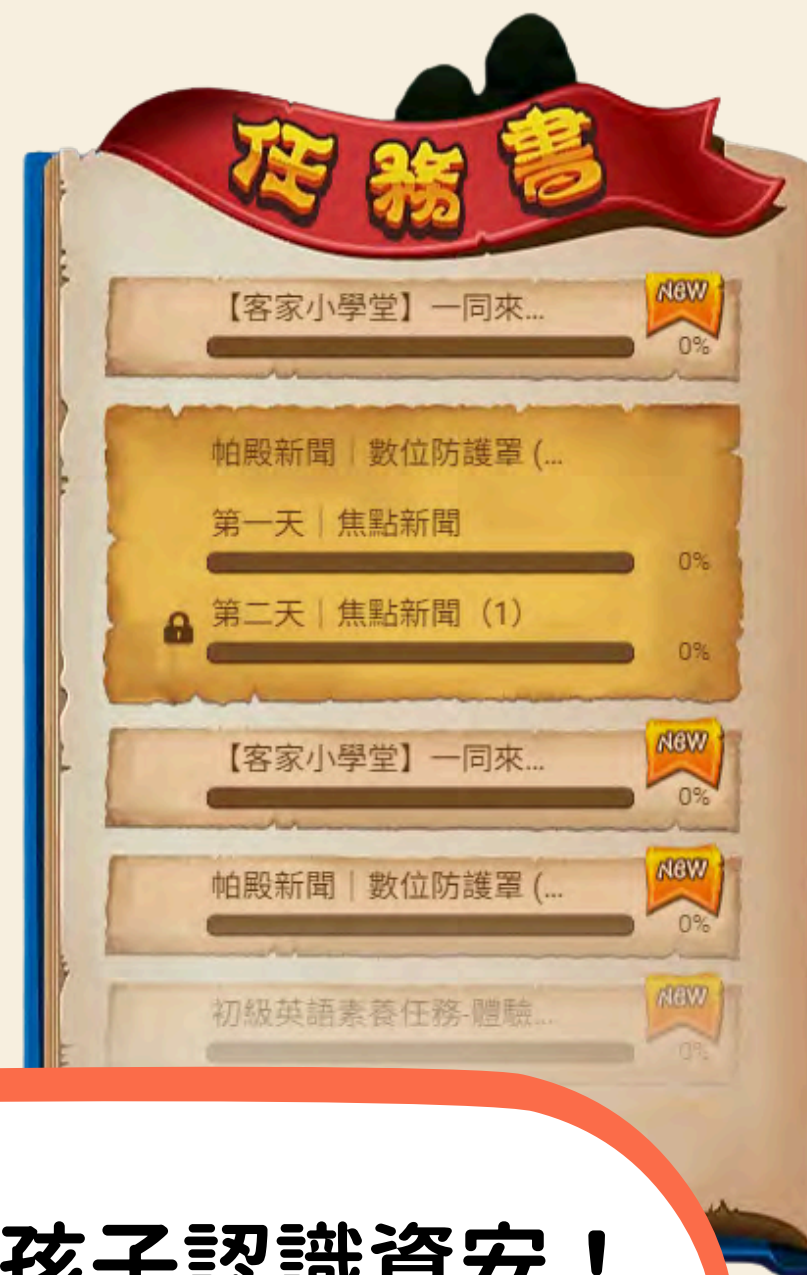 任務書
【客家小學堂】一同來...
NEW
0%
帕殿新聞｜數位防護罩 (...
第一天｜焦點新聞
0%
第二天｜焦點新聞（1）
0%
【客家小學堂】一同來...
NEW
0%
帕殿新聞｜數位防護罩 (...
NEW
0%
初級英語素養任務-體驗...
NEW
0%
孩子認識資安！